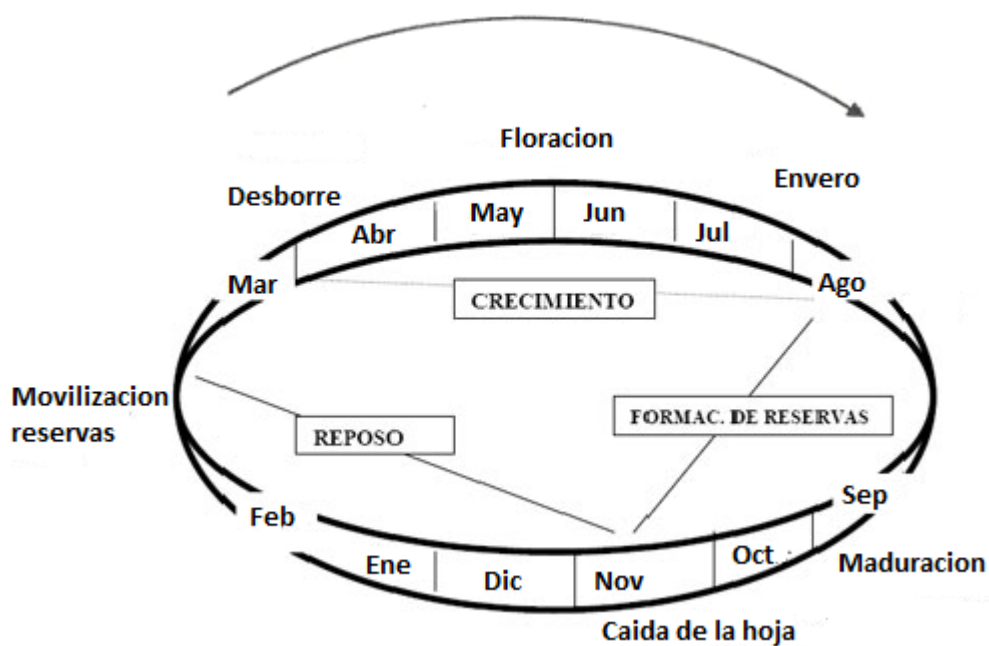 Floracion
Envero
Desborre
May
Jun
Abr
Jul
Mar
Ago
CRECIMIENTO
Movilizacion
reservas
FORMAC. DE RESERVAS
REPOSO
Sep
Feb
Oct
Maduracion
Ene
Dic
Nov
Caida de la hoja